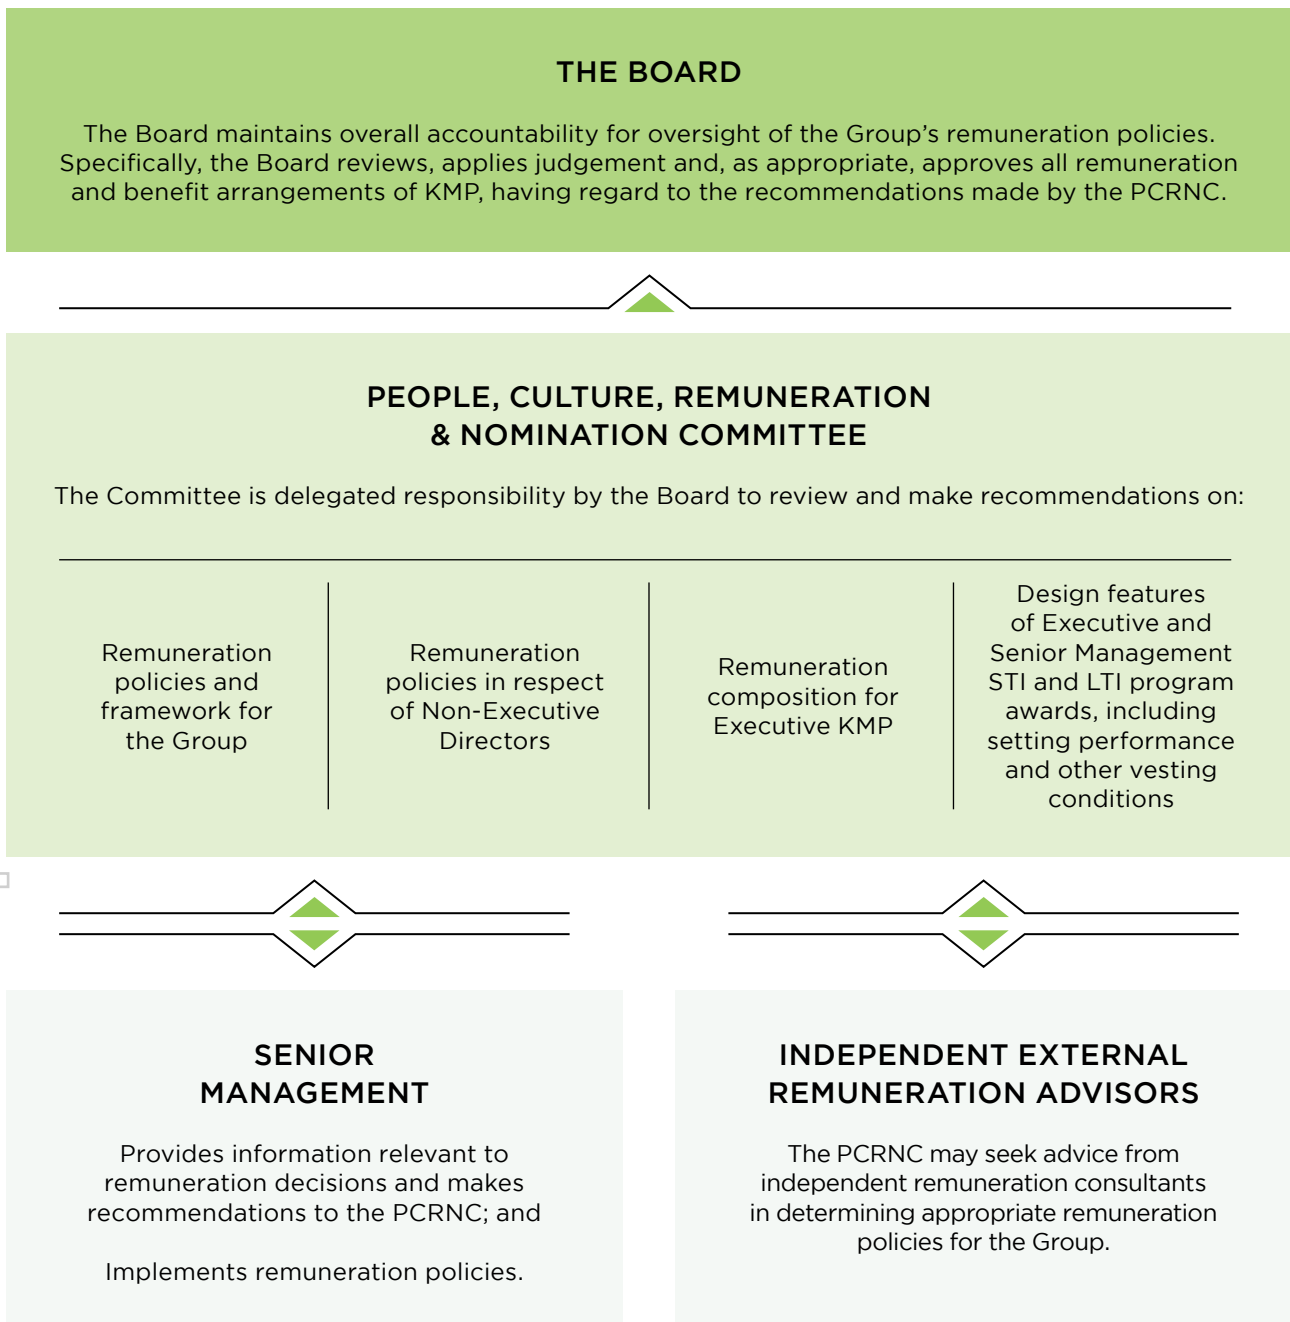 THE BOARD
The Board maintains overall accountability for oversight of the Group’s remuneration policies.
Specifically, the Board reviews, applies judgement and, as appropriate, approves all remuneration
and benefit arrangements of KMP, having regard to the recommendations made by the PCRNC.
PEOPLE, CULTURE, REMUNERATION
& NOMINATION COMMITTEE
The Committee is delegated responsibility by the Board to review and make recommendations on:
Remuneration
policies and
framework for
the Group
Remuneration
policies in respect
of Non-Executive
Directors
Remuneration
composition for
Executive KMP
Design features
of Executive and
Senior Management
STI and LTI program
awards, including
setting performance
and other vesting
conditions
SENIOR
MANAGEMENT
Provides information relevant to
remuneration decisions and makes
recommendations to the PCRNC; and
Implements remuneration policies.
INDEPENDENT EXTERNAL
REMUNERATION ADVISORS
The PCRNC may seek advice from
independent remuneration consultants
in determining appropriate remuneration
policies for the Group.